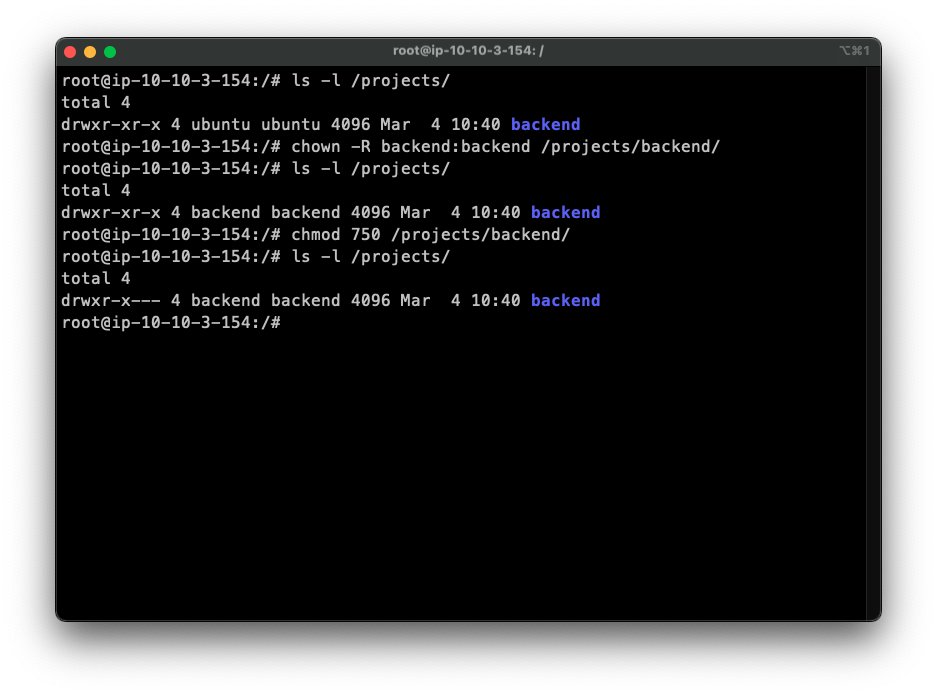 root@ip-10-10-3-154: /
⌥⌘1
root@ip-10-10-3-154:/# ls -l /projects/
total 4
drwxr-xr-x 4 ubuntu ubuntu 4096 Mar  4 10:40 backend
root@ip-10-10-3-154:/# chown -R backend:backend /projects/backend/
root@ip-10-10-3-154:/# ls -l /projects/
total 4
drwxr-xr-x 4 backend backend 4096 Mar  4 10:40 backend
root@ip-10-10-3-154:/# chmod 750 /projects/backend/
root@ip-10-10-3-154:/# ls -l /projects/
total 4
drwxr-x--- 4 backend backend 4096 Mar  4 10:40 backend
root@ip-10-10-3-154:/#